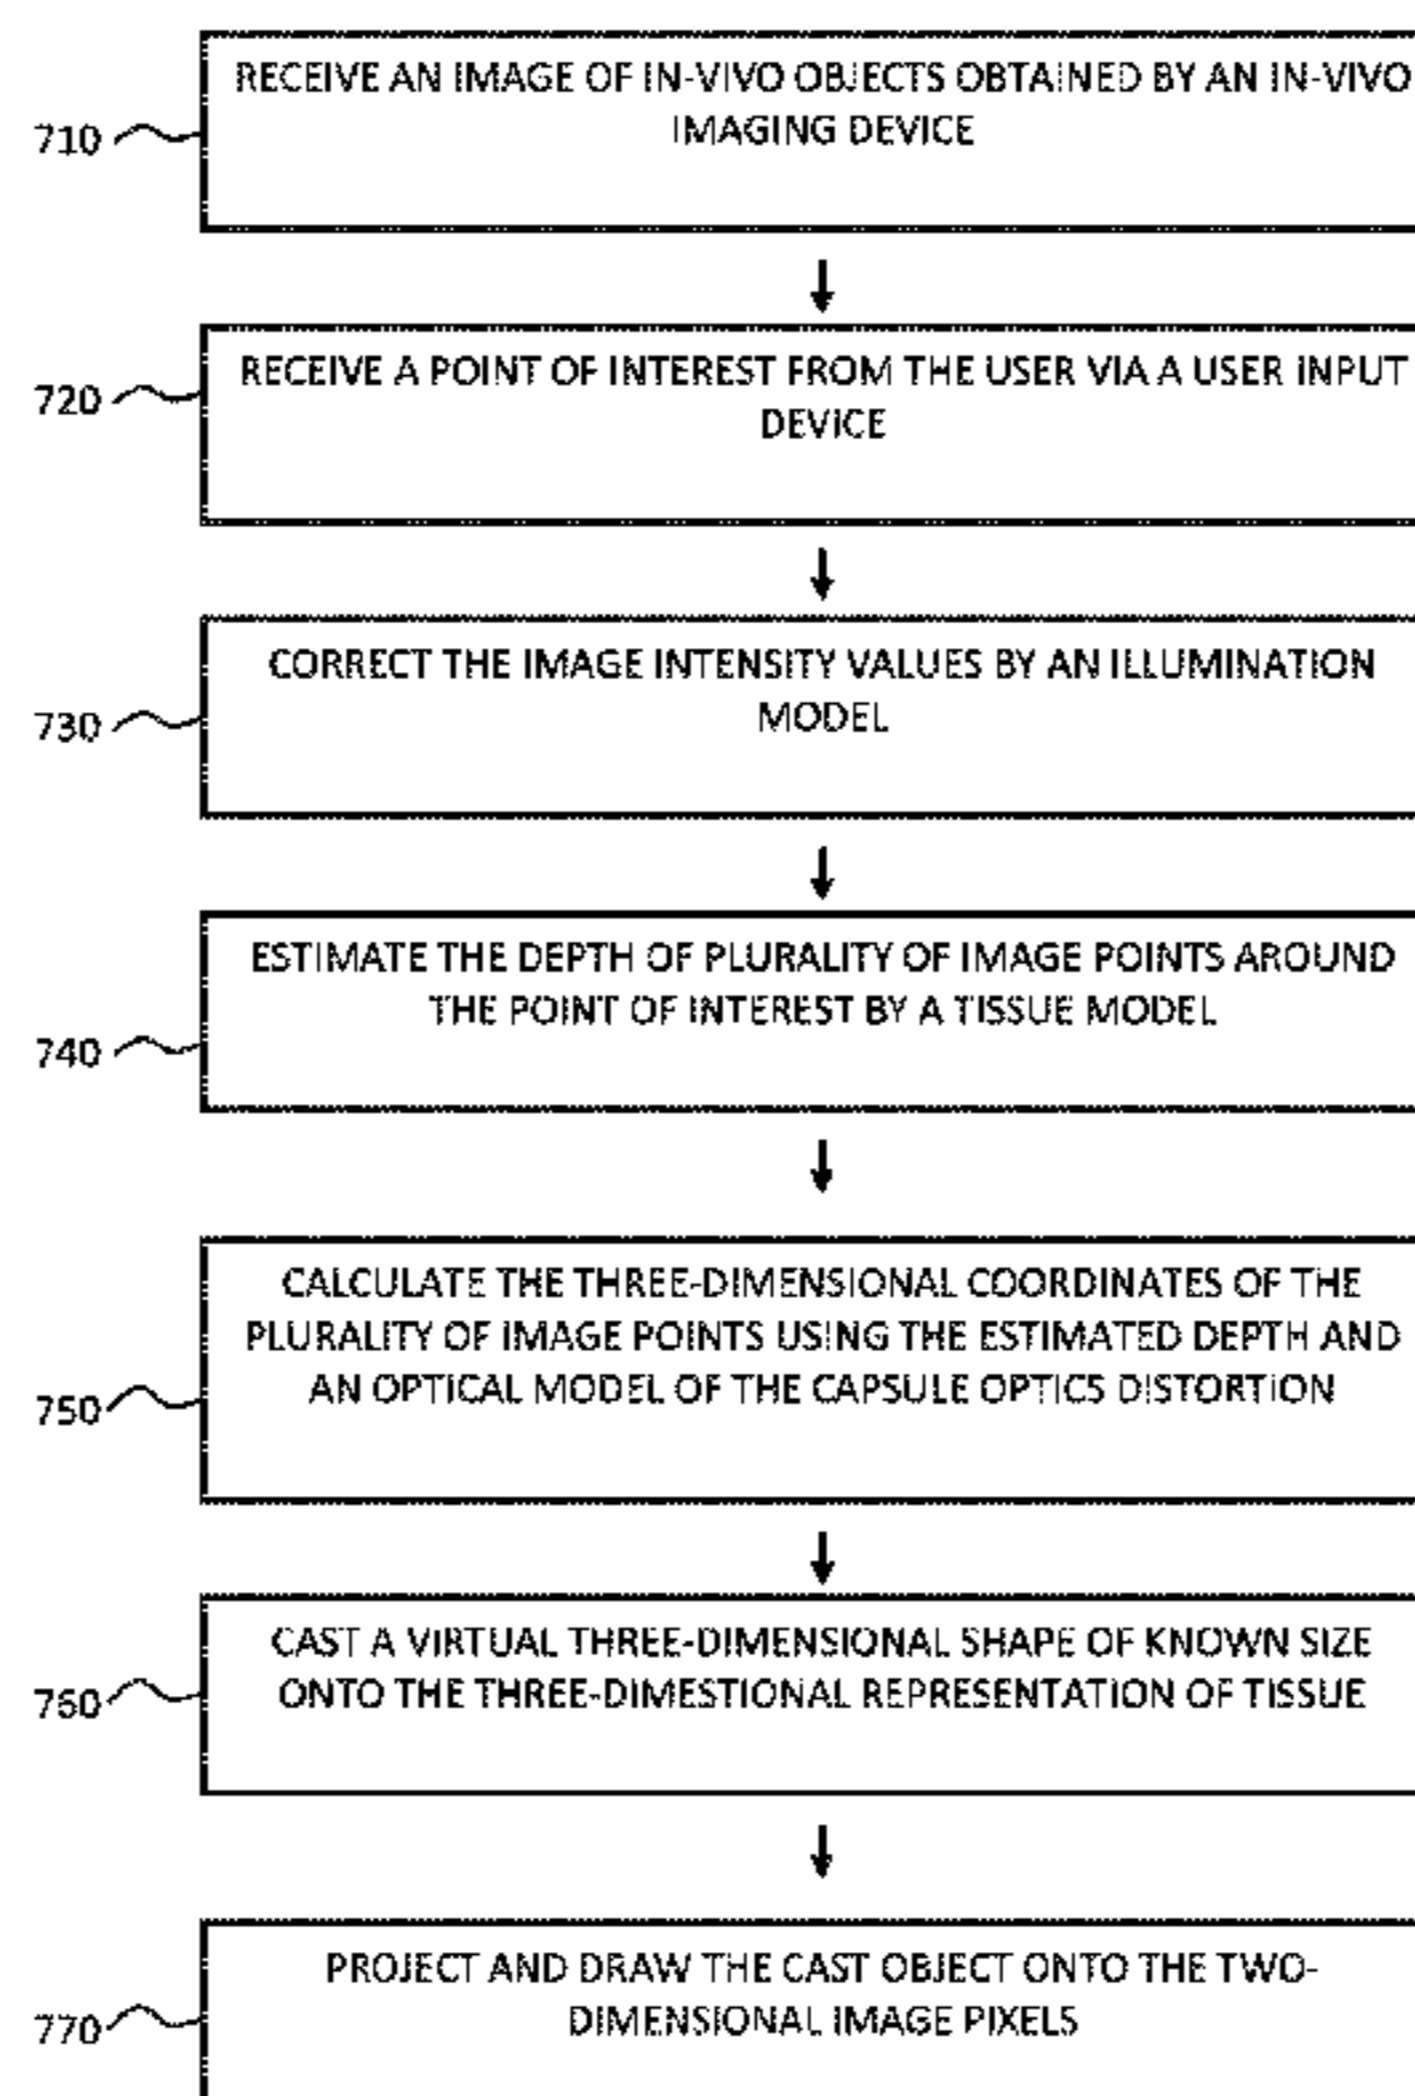 710
RECEIVE AN IMAGE OF IN-VIVO OBJECTS OBTAINED BY AN IN-VIVO
IMAGING DEVICE
720
RECEIVE A POINT OF INTEREST FROM THE USER VIA A USER INPUT
DEVICE
730
CORRECT THE IMAGE INTENSITY VALUES BY AN ILLUMINATION
MODEL
740
ESTIMATE THE DEPTH OF PLURALITY OF IMAGE POINTS AROUND
THE POINT OF INTEREST BY A TISSUE MODEL
750
CALCULATE THE THREE-DIMENSIONAL COORDINATES OF THE
PLURALITY OF IMAGE POINTS USING THE ESTIMATED DEPTH AND
AN OPTICAL MODEL OF THE CAPSULE OPTICS DISTORTION
760
CAST A VIRTUAL THREE-DIMENSIONAL SHAPE OF KNOWN SIZE
ONTO THE THREE-DIMESTIONAL REPRESENTATION OF TISSUE
770
PROJECT AND DRAW THE CAST OBJECT ONTO THE TWO-
DIMENSIONAL IMAGE PIXELS